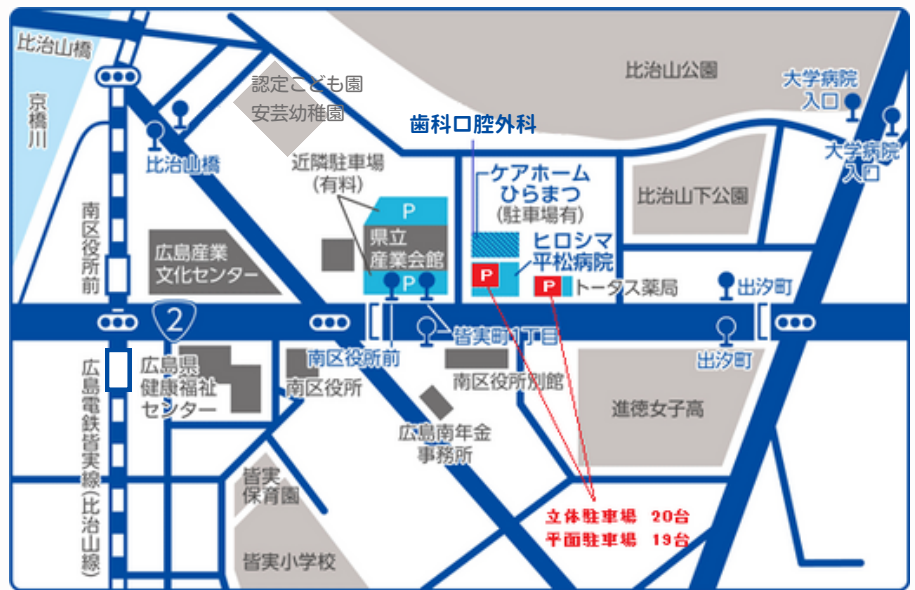 比治山橋
京橋川
認定こども園
安芸幼稚園
比治山公園
大学病院
入口
大学病院
入口
歯科口腔外科
比治山橋
近隣駐車場
(有料)
P
ケアホーム
ひらまつ
(駐車場有)
比治山下公園
南区役所前
広島産業
文化センター
県立
産業会館
P
ヒロシマ
平松病院
P
P
トータス薬局
出汐町
2
皆実町1丁目
南区役所前
出汐町
広島電鉄皆実線(比治山線)
広島県
健康福祉
センター
南区役所
南区役所別館
進徳女子高
広島南年金
事務所
皆実
保育園
立体駐車場 20台
平面駐車場 19台
皆実小学校